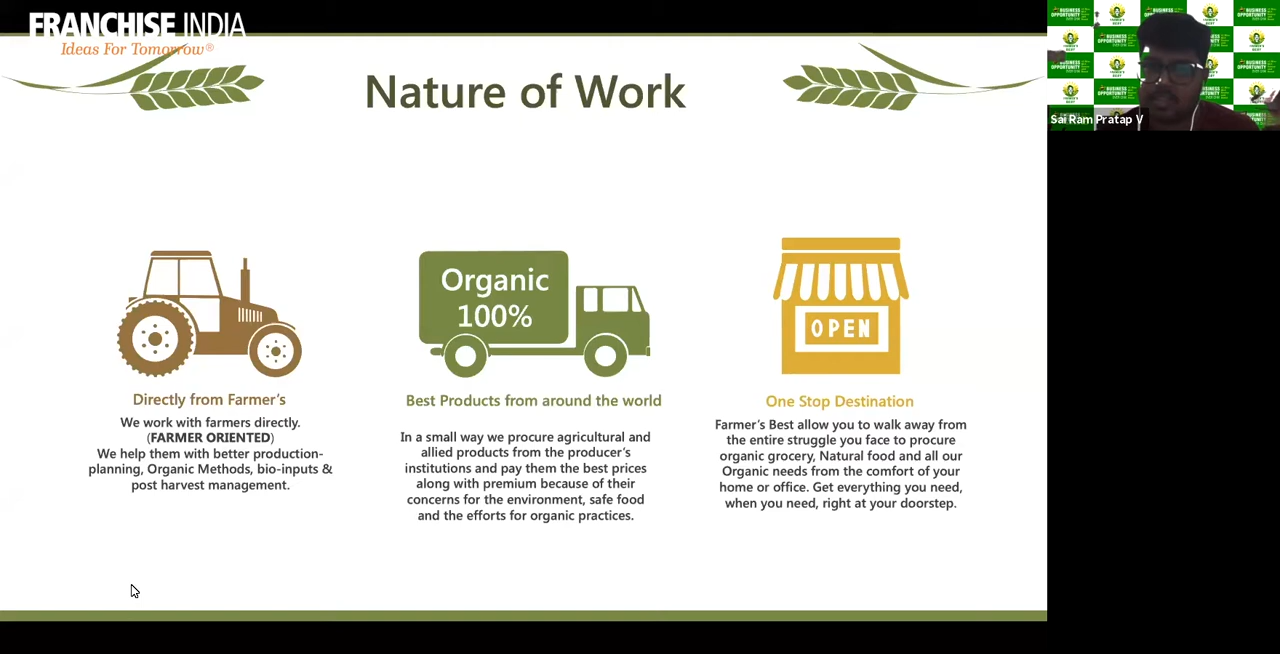 FRANCHISE INDIA
Ideas For Tomorrow®
Nature of Work
Sai Ram Pratap V
Organic
100%
OPEN
Directly from Farmer's
We work with farmers directly.
(FARMER ORIENTED)
We help them with better production-
planning, Organic Methods, bio-inputs &
post harvest management.
Best Products from around the world
In a small way we procure agricultural and
allied products from the producer's
institutions and pay them the best prices
along with premium because of their
concerns for the environment, safe food
and the efforts for organic practices.
One Stop Destination
Farmer's Best allow you to walk away from
the entire struggle you face to procure
organic grocery, Natural food and all our
Organic needs from the comfort of your
home or office. Get everything you need,
when you need, right at your doorstep.
BUSINESS
OPPORTUNITY